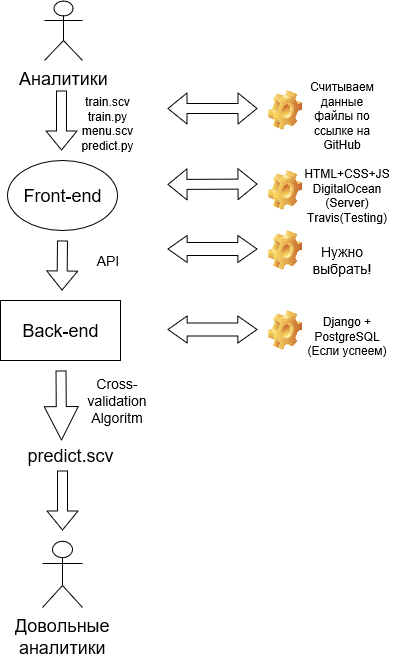 Аналитики
train.scv
train.py
menu.scv
predict.py
Считываем
данные
файлы по
ссылке на
GitHub
Front-end
HTML+CSS+JS
DigitalOcean
(Server)
Travis(Testing)
API
Нужно
выбрать!
Back-end
Django +
PostgreSQL
(Если успеем)
Cross-
validation
Algoritm
predict.scv
Довольные
аналитики